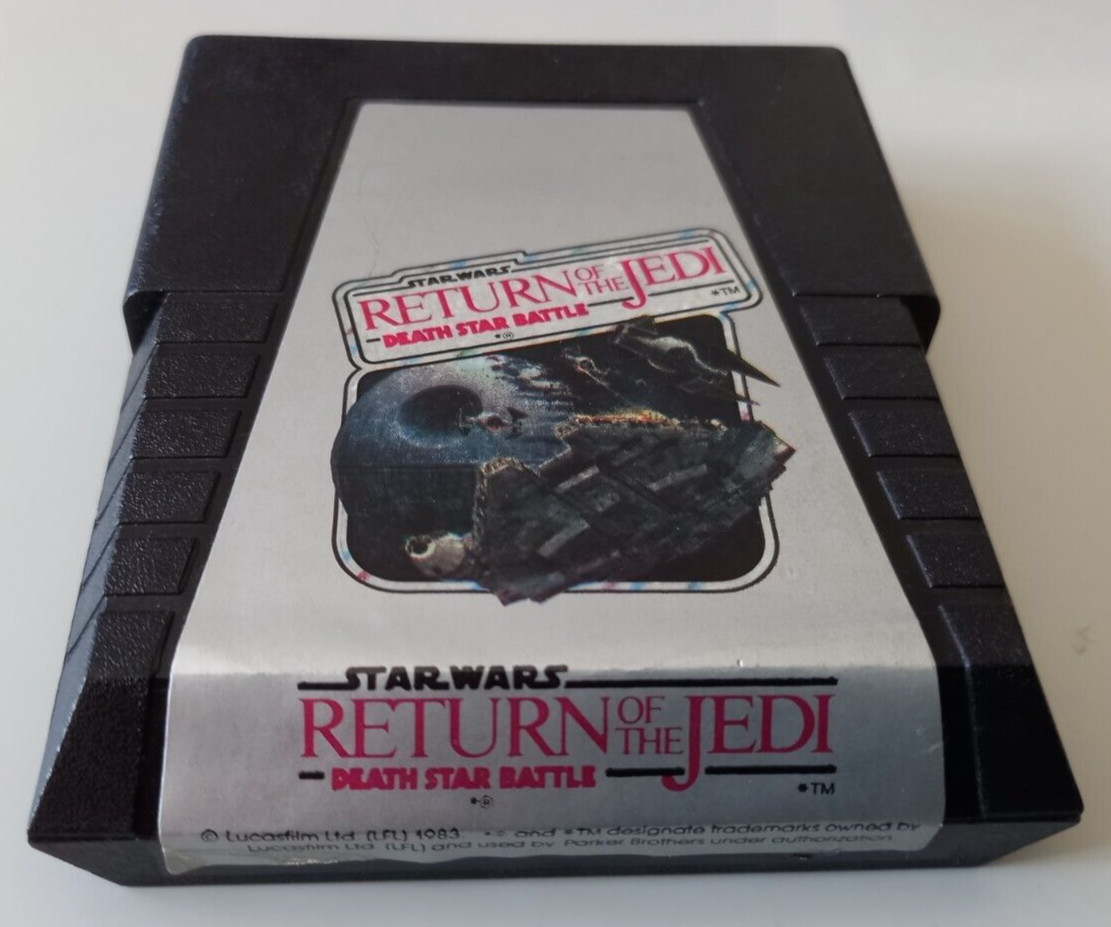 STAR WARS
RETURN OF THE JEDI
DEATH STAR BATTLE
*TM
*®
STAR WARS
RETURN OF THE JEDI
DEATH STAR BATTLE
*TM
*®
© Lucasfilm Ltd. (LFL) 1983. *® and *TM designate trademarks owned by
Lucasfilm Ltd. (LFL) and used by Parker Brothers under authorization.